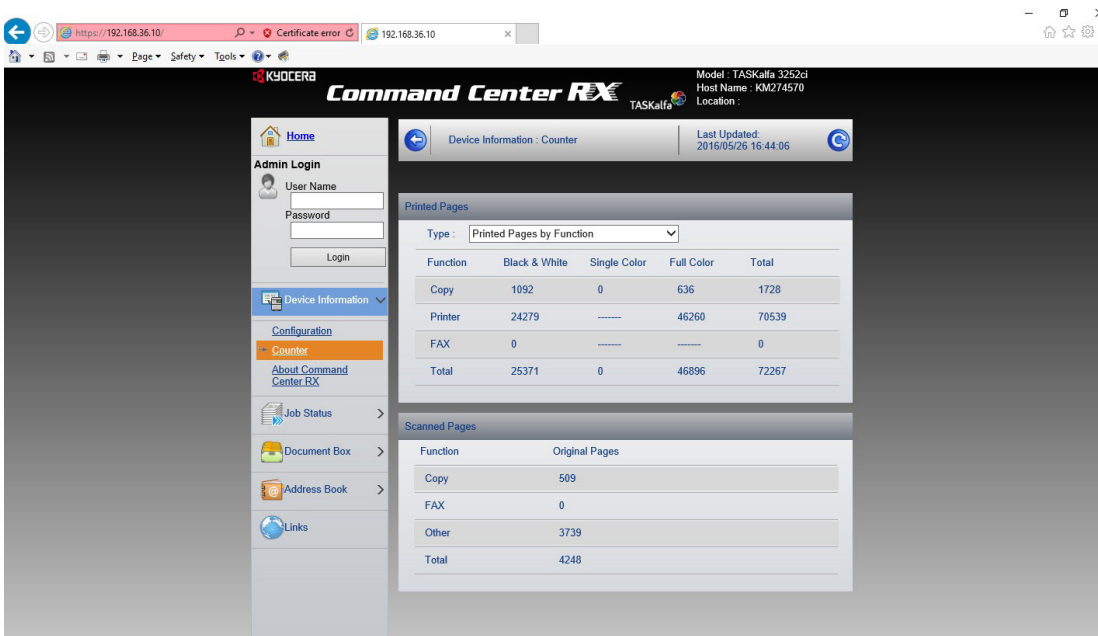 https://192.168.36.10/ Certificate error 192.168.36.10
Page Safety Tools
KYOCERA
Command Center RX TASKalfa
Model : TASKalfa 3252ci
Host Name : KM274570
Location :
Home
Admin Login
User Name
Password
Login
Device Information
Configuration
Counter
About Command
Center RX
Job Status
Document Box
Address Book
Links
Device Information : Counter
Last Updated:
2016/05/26 16:44:06
Printed Pages
Type : Printed Pages by Function
Function Black & White Single Color Full Color Total
Copy 1092 0 636 1728
Printer 24279 ------- 46260 70539
FAX 0 ------- ------- 0
Total 25371 0 46896 72267
Scanned Pages
Function Original Pages
Copy 509
FAX 0
Other 3739
Total 4248